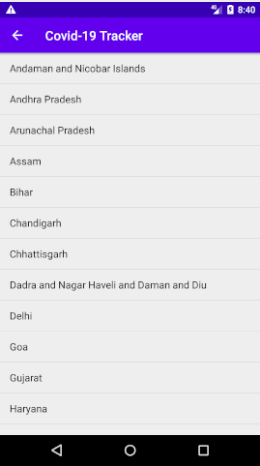 8:40
Covid-19 Tracker
Andaman and Nicobar Islands
Andhra Pradesh
Arunachal Pradesh
Assam
Bihar
Chandigarh
Chhattisgarh
Dadra and Nagar Haveli and Daman and Diu
Delhi
Goa
Gujarat
Haryana